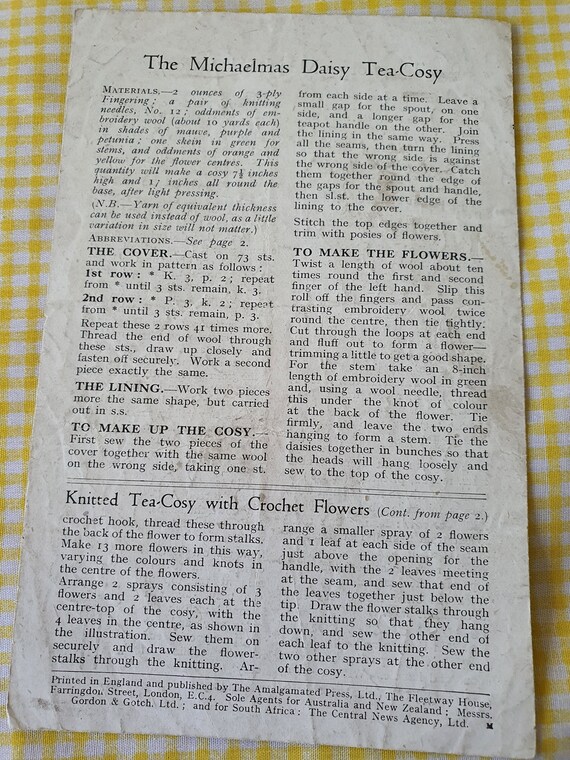 The Michaelmas Daisy Tea-Cosy
MATERIALS.—2 ounces of 3-ply
Fingering; a pair of knitting
needles, No. 12; oddments of em-
broidery wool (about 10 yards each)
in shades of mauve, purple and
petunia; one skein in green for
stems, and oddments of orange and
yellow for the flower centres. This
quantity will make a cosy 7½ inches
high and 17 inches all round the
base, after light pressing.
(N.B.—Yarn of equivalent thickness
can be used instead of wool, as a little
variation in size will not matter.)
ABBREVIATIONS.—See page 2.
THE COVER.—Cast on 73 sts.
and work in pattern as follows:
1st row: * K. 3, p. 2; repeat
from * until 3 sts. remain, k. 3.
2nd row: * P. 3, k. 2; repeat
from * until 3 sts. remain, p. 3.
Repeat these 2 rows 41 times more.
Thread the end of wool through
these sts., draw up closely and
fasten off securely. Work a second
piece exactly the same.
THE LINING.—Work two pieces
more the same shape, but carried
out in s.s.
TO MAKE UP THE COSY.—
First sew the two pieces of the
cover together with the same wool
on the wrong side, taking one st.
from each side at a time. Leave a
small gap for the spout, on one
side, and a longer gap for the
teapot handle on the other. Join
the lining in the same way. Press
all the seams, then turn the lining
so that the wrong side is against
the wrong side of the cover. Catch
them together round the edge of
the gaps for the spout and handle,
then sl.st. the lower edge of the
lining to the cover.
Stitch the top edges together and
trim with posies of flowers.
TO MAKE THE FLOWERS.—
Twist a length of wool about ten
times round the first and second
finger of the left hand. Slip this
roll off the fingers and pass con-
trasting embroidery wool twice
round the centre, then tie tightly.
Cut through the loops at each end
and fluff out to form a flower—
trimming a little to get a good shape.
For the stem take an 8-inch
length of embroidery wool in green
and, using a wool needle, thread
this under the knot of colour
at the back of the flower. Tie
firmly, and leave the two ends
hanging to form a stem. Tie the
daisies together in bunches so that
the heads will hang loosely and
sew to the top of the cosy.
Knitted Tea-Cosy with Crochet Flowers (Cont. from page 2.)
crochet hook, thread these through
the back of the flower to form stalks.
Make 13 more flowers in this way,
varying the colours and knots in
the centre of the flowers.
Arrange 2 sprays consisting of 3
flowers and 2 leaves each at the
centre-top of the cosy, with the
4 leaves in the centre, as shown in
the illustration. Sew them on
securely and draw the flower-
stalks through the knitting. Ar-
range a smaller spray of 2 flowers
and 1 leaf at each side of the seam
just above the opening for the
handle, with the 2 leaves meeting
at the seam, and sew that end of
the leaves together just below the
tip. Draw the flower stalks through
the knitting so that they hang
down, and sew the other end of
each leaf to the knitting. Sew the
two other sprays at the other end
of the cosy.
Printed in England and published by The Amalgamated Press, Ltd., The Fleetway House,
Farringdon Street, London, E.C.4. Sole Agents for Australia and New Zealand: Messrs.
Gordon & Gotch, Ltd.; and for South Africa: The Central News Agency, Ltd.